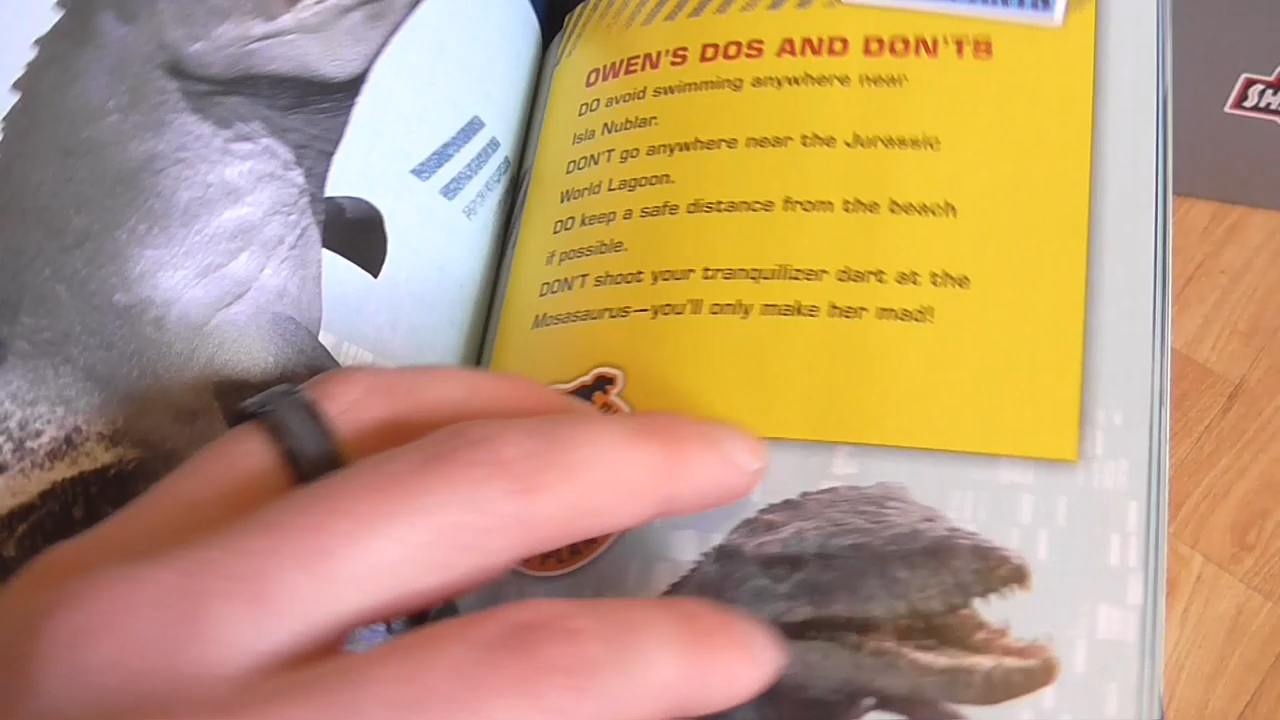 OWEN'S DOS AND DON'TS
DO avoid swimming anywhere near
Isla Nublar.
DON'T go anywhere near the Jurassic
World Lagoon.
DO keep a safe distance from the beach
if possible.
DON'T shoot your tranquilizer dart at the
Mosasaurus—you'll only make her mad!